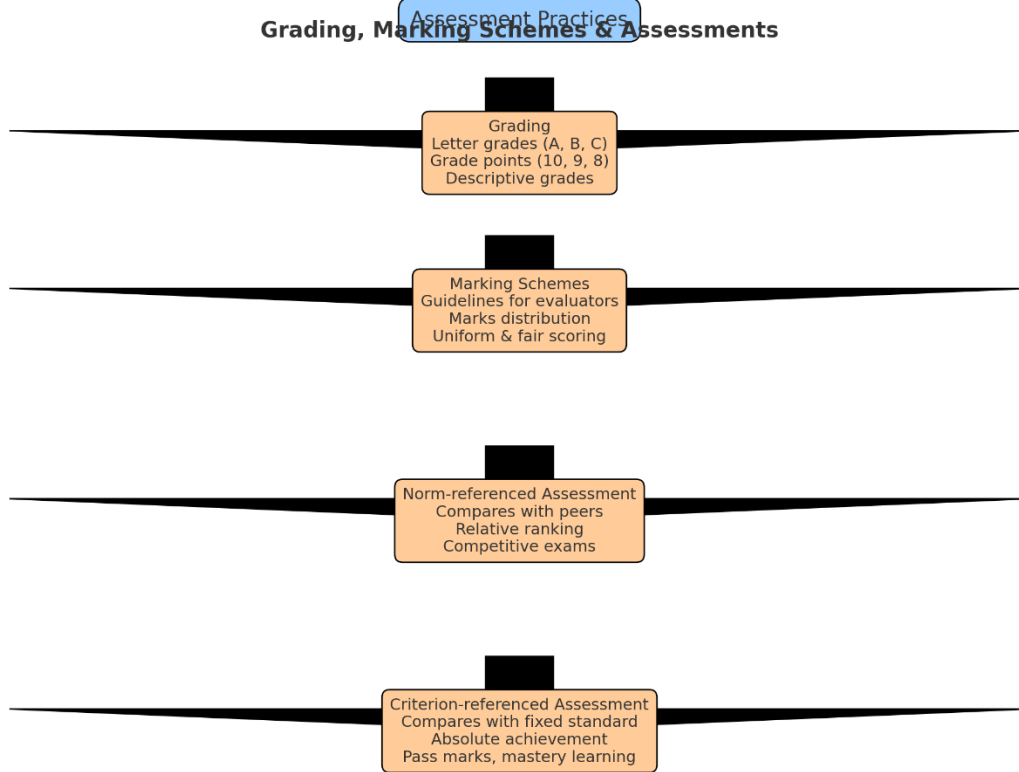 Assessment Practices
Grading, Marking Schemes & Assessments
Grading
Letter grades (A, B, C)
Grade points (10, 9, 8)
Descriptive grades
Marking Schemes
Guidelines for evaluators
Marks distribution
Uniform & fair scoring
Norm-referenced Assessment
Compares with peers
Relative ranking
Competitive exams
Criterion-referenced Assessment
Compares with fixed standard
Absolute achievement
Pass marks, mastery learning